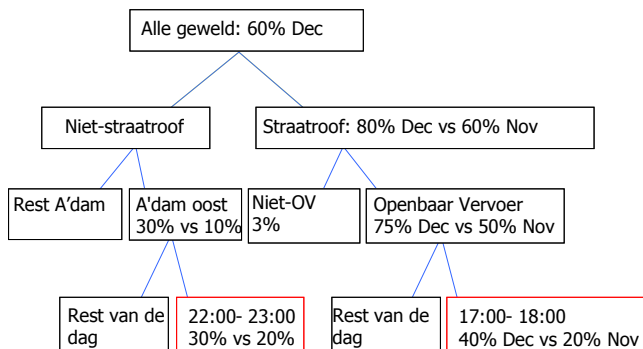 Alle geweld: 60% Dec
Niet-straatroof
Straatroof: 80% Dec vs 60% Nov
Rest A'dam
A'dam oost
30% vs 10%
Niet-OV
3%
Openbaar Vervoer
75% Dec vs 50% Nov
Rest van de
dag
22:00- 23:00
30% vs 20%
Rest van de
dag
17:00- 18:00
40% Dec vs 20% Nov